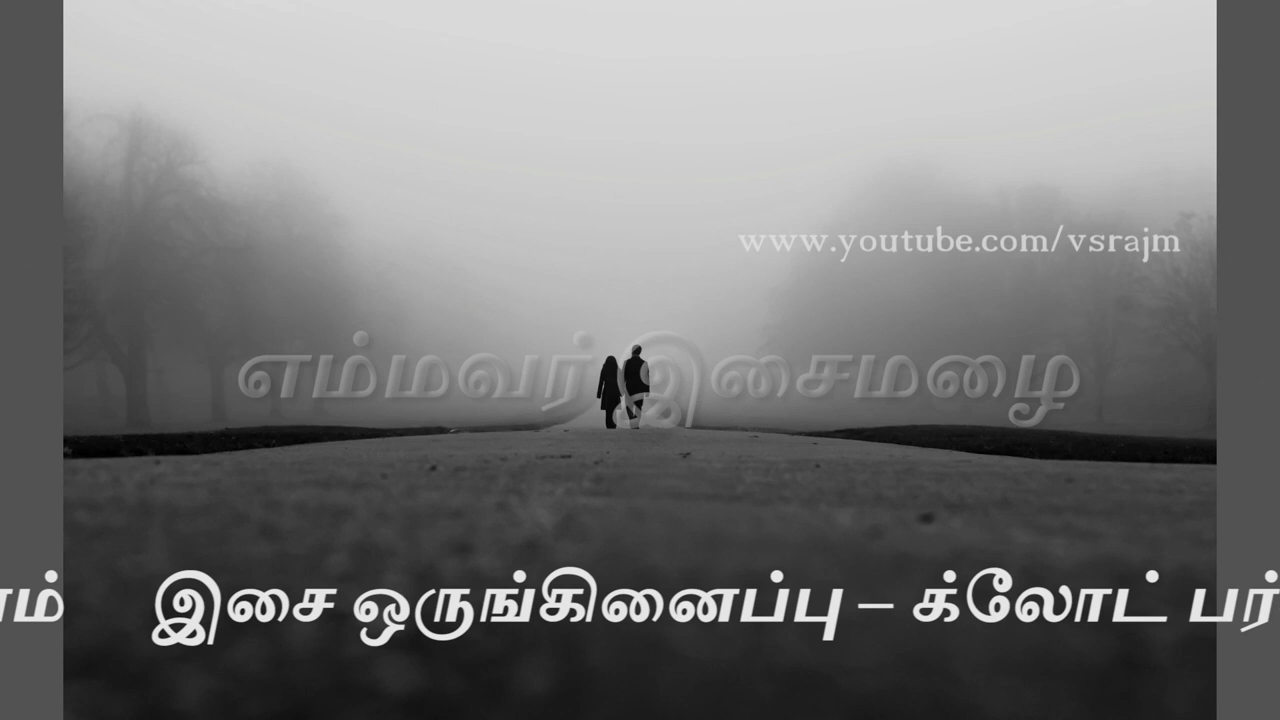 www.youtube.com/vsrajm
எம்மவர் இசைமழை
இசை ஒருங்கினைப்பு – க்லோட் பர்